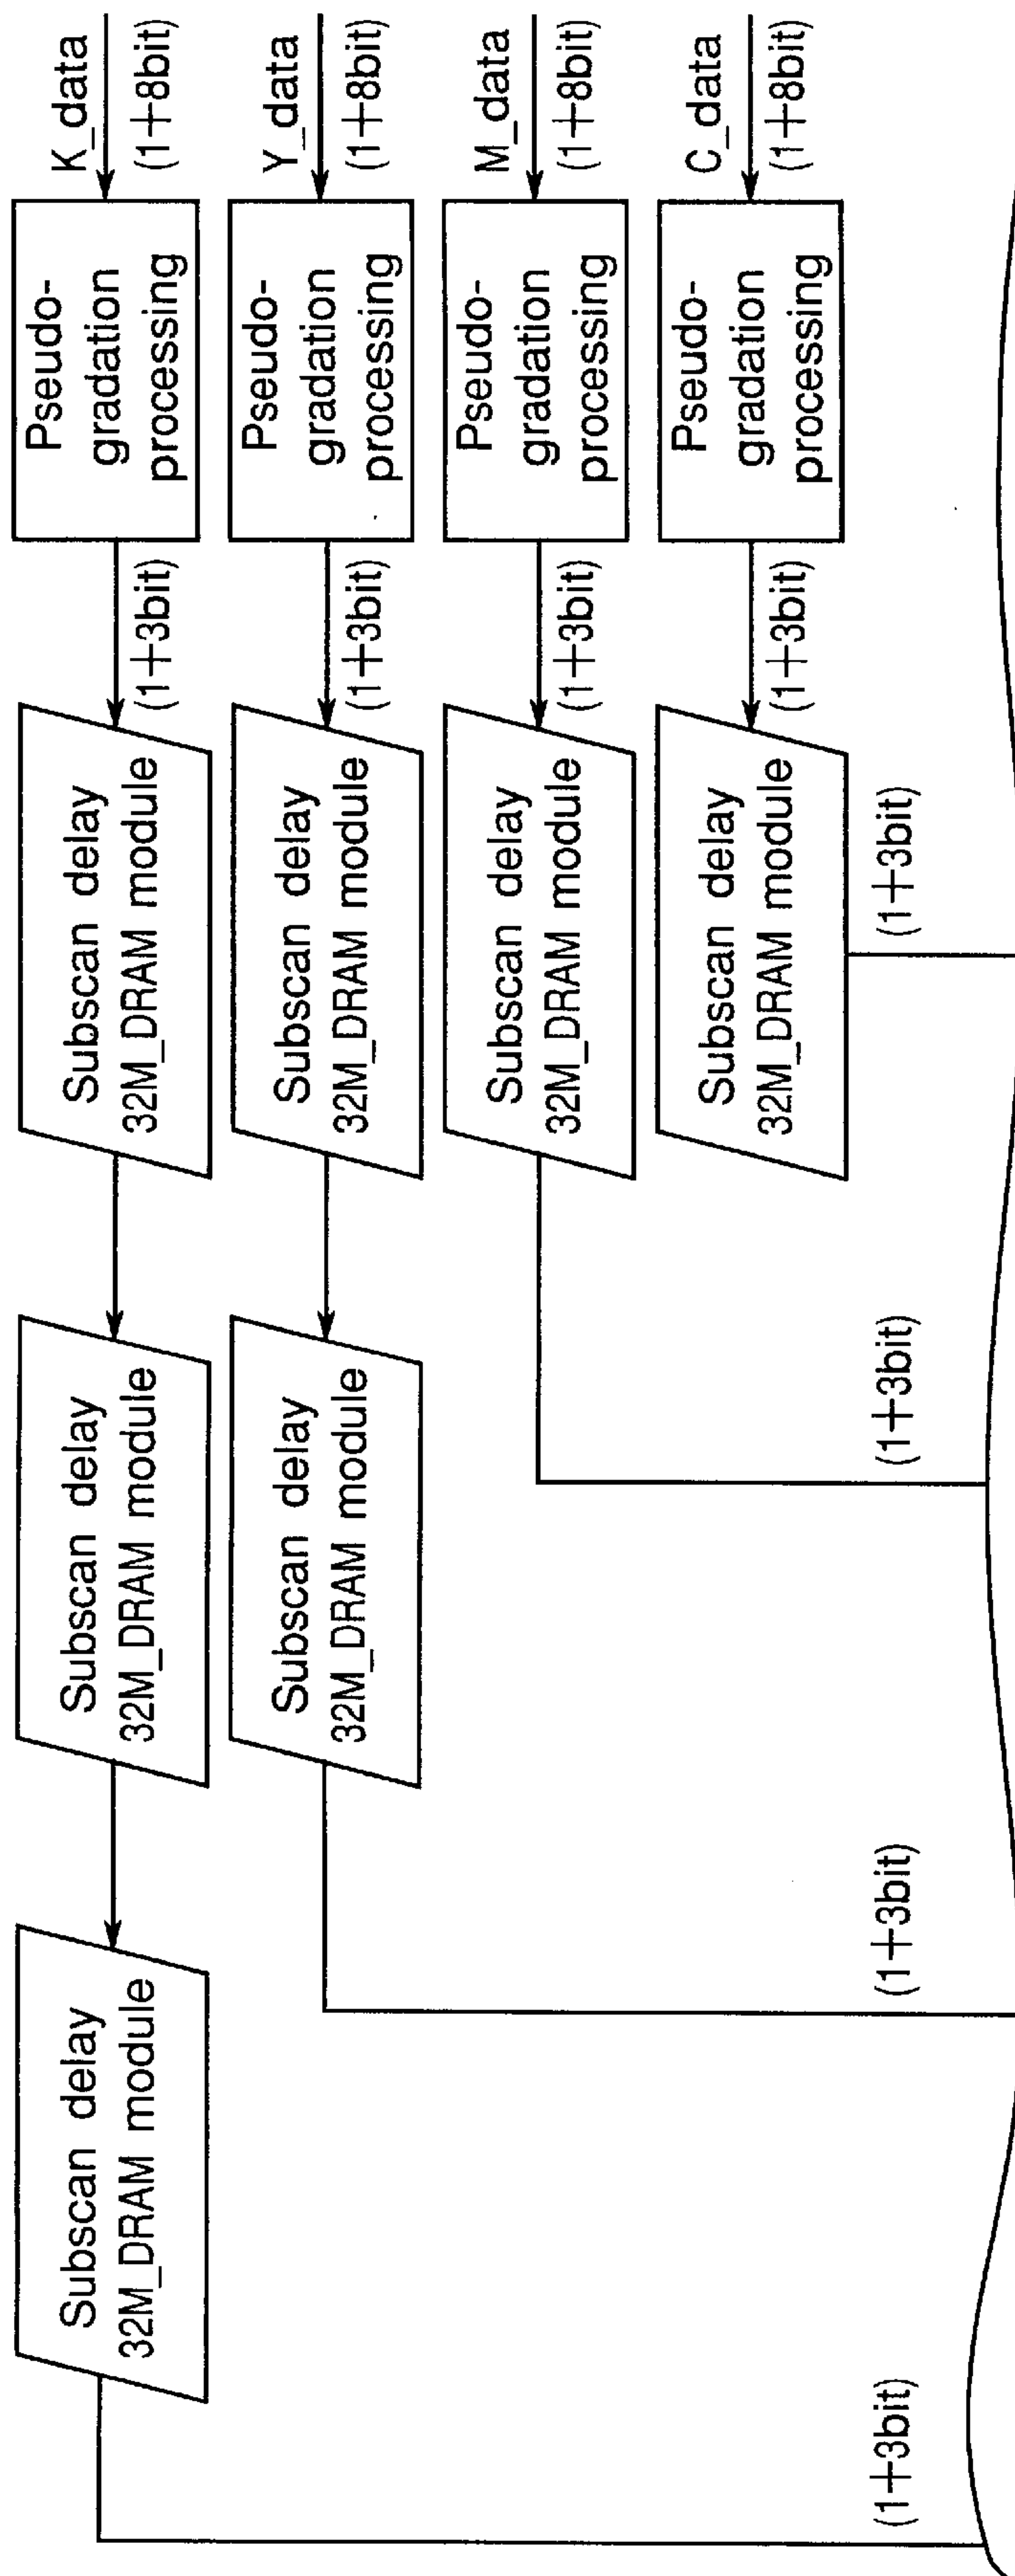 K_data
(1+8bit)
Pseudo-
gradation
processing
(1+3bit)
Subscan delay
32M_DRAM module
Subscan delay
32M_DRAM module
Subscan delay
32M_DRAM module
(1+3bit)
Y_data
(1+8bit)
Pseudo-
gradation
processing
(1+3bit)
Subscan delay
32M_DRAM module
Subscan delay
32M_DRAM module
(1+3bit)
M_data
(1+8bit)
Pseudo-
gradation
processing
(1+3bit)
Subscan delay
32M_DRAM module
(1+3bit)
C_data
(1+8bit)
Pseudo-
gradation
processing
(1+3bit)
Subscan delay
32M_DRAM module
(1+3bit)